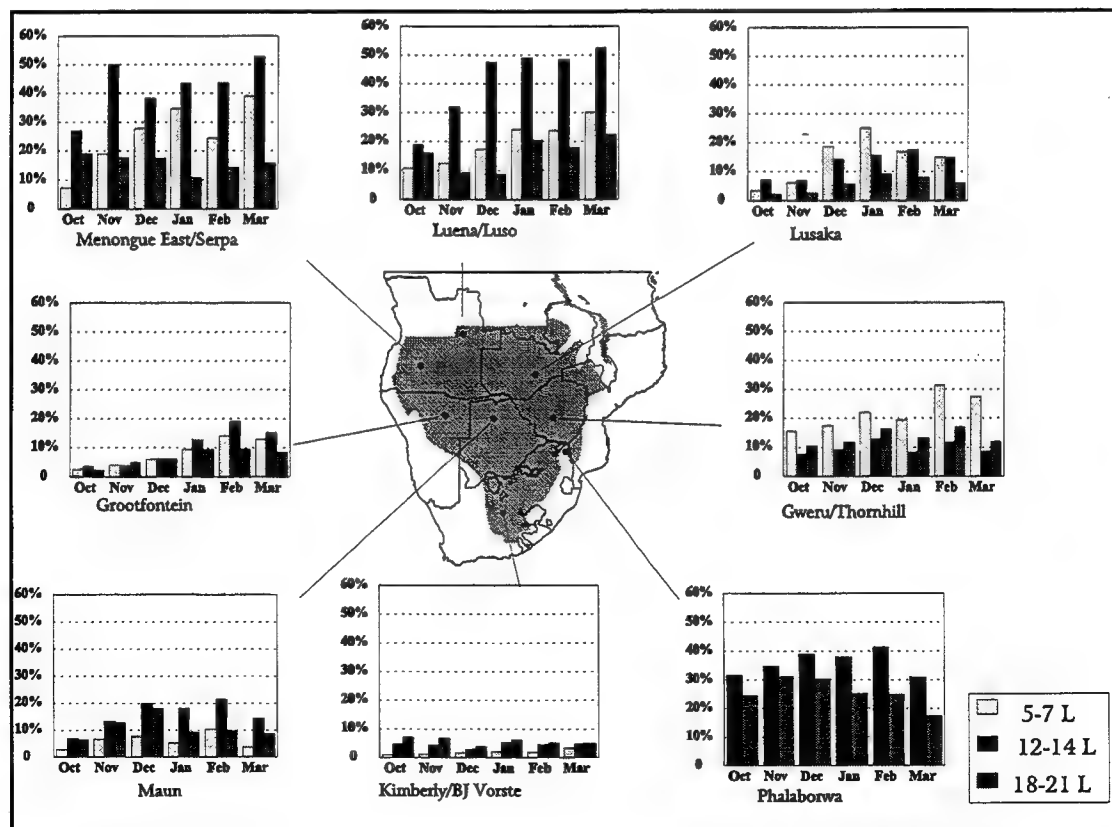 60%
50%
40%
30%
20%
10%
0
Oct Nov Dec Jan Feb Mar
Menongue East/Serpa
60%
50%
40%
30%
20%
10%
0
Oct Nov Dec Jan Feb Mar
Luena/Luso
60%
50%
40%
30%
20%
10%
0
Oct Nov Dec Jan Feb Mar
Lusaka
60%
50%
40%
30%
20%
10%
0
Oct Nov Dec Jan Feb Mar
Grootfontein
60%
50%
40%
30%
20%
10%
0
Oct Nov Dec Jan Feb Mar
Gweru/Thornhill
60%
50%
40%
30%
20%
10%
0
Oct Nov Dec Jan Feb Mar
Maun
60%
50%
40%
30%
20%
10%
0
Oct Nov Dec Jan Feb Mar
Kimberly/BJ Vorste
60%
50%
40%
30%
20%
10%
0
Oct Nov Dec Jan Feb Mar
Phalaborwa
5-7 L
12-14 L
18-21 L